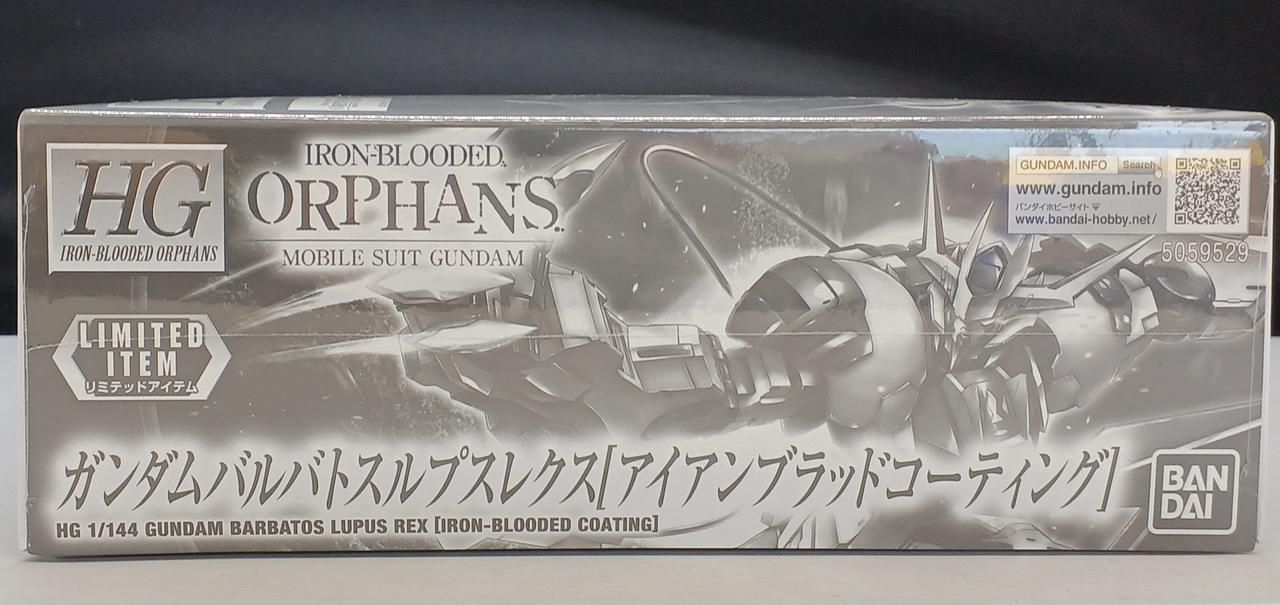 HG
IRON-BLOODED ORPHANS
IRON-BLOODED
ORPHANS
MOBILE SUIT GUNDAM
GUNDAM.INFO Search
www.gundam.info
バンダイホビーサイト
www.bandai-hobby.net/
5059529
LIMITED
ITEM
リミテッドアイテム
ガンダムバルバトスルプスレクス[アイアンブラッドコーティング]
HG 1/144 GUNDAM BARBATOS LUPUS REX [IRON-BLOODED COATING]
BAN
DAI